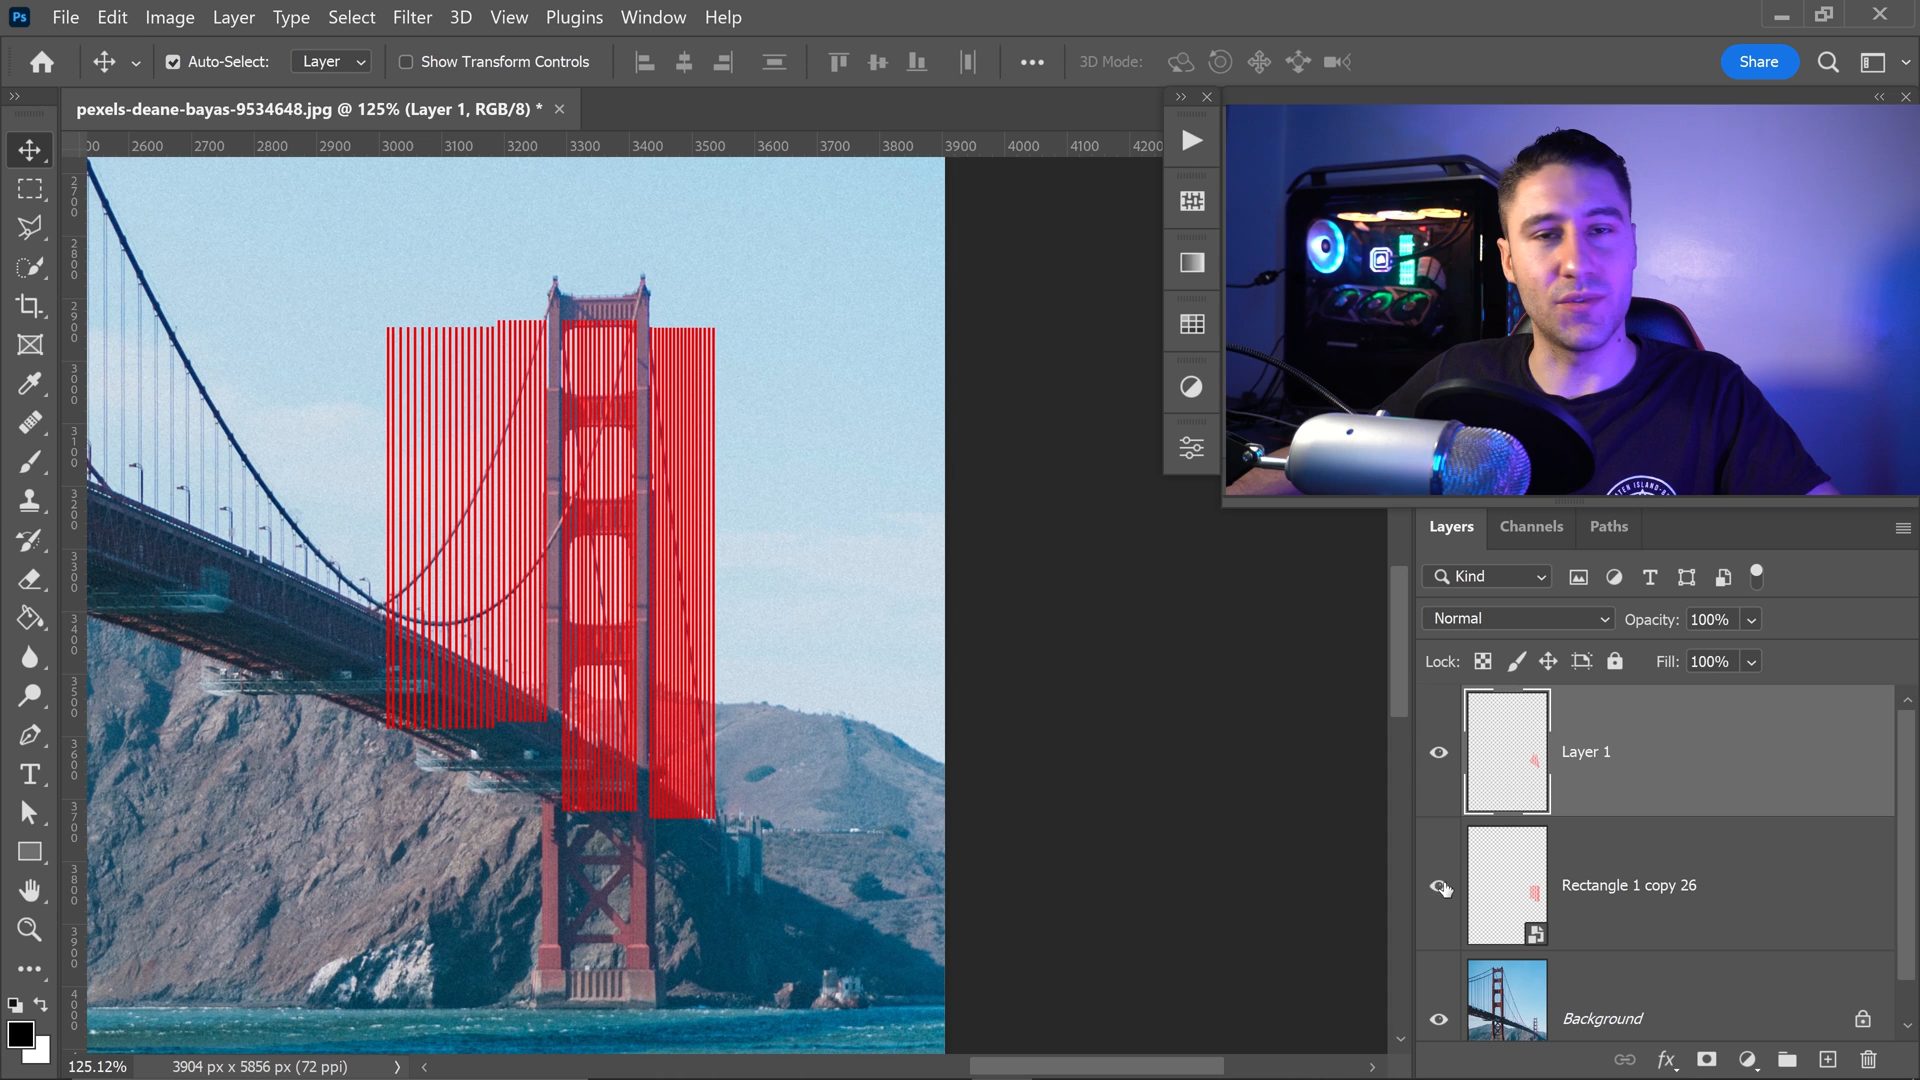 Ps File Edit Image Layer Type Select Filter 3D View Plugins Window Help
Auto-Select: Layer Show Transform Controls 3D Mode: Share
pexels-deane-bayas-9534648.jpg @ 125% (Layer 1, RGB/8) *
00 2600 2700 2800 2900 3000 3100 3200 3300 3400 3500 3600 3700 3800 3900 4000 4100 4200
2700
2800
2900
3000
3100
3200
3300
3400
3500
3600
3700
3800
3900
4000
Layers Channels Paths
Kind
Normal Opacity: 100%
Lock: Fill: 100%
Layer 1
Rectangle 1 copy 26
Background
125.12% 3904 px x 5856 px (72 ppi)